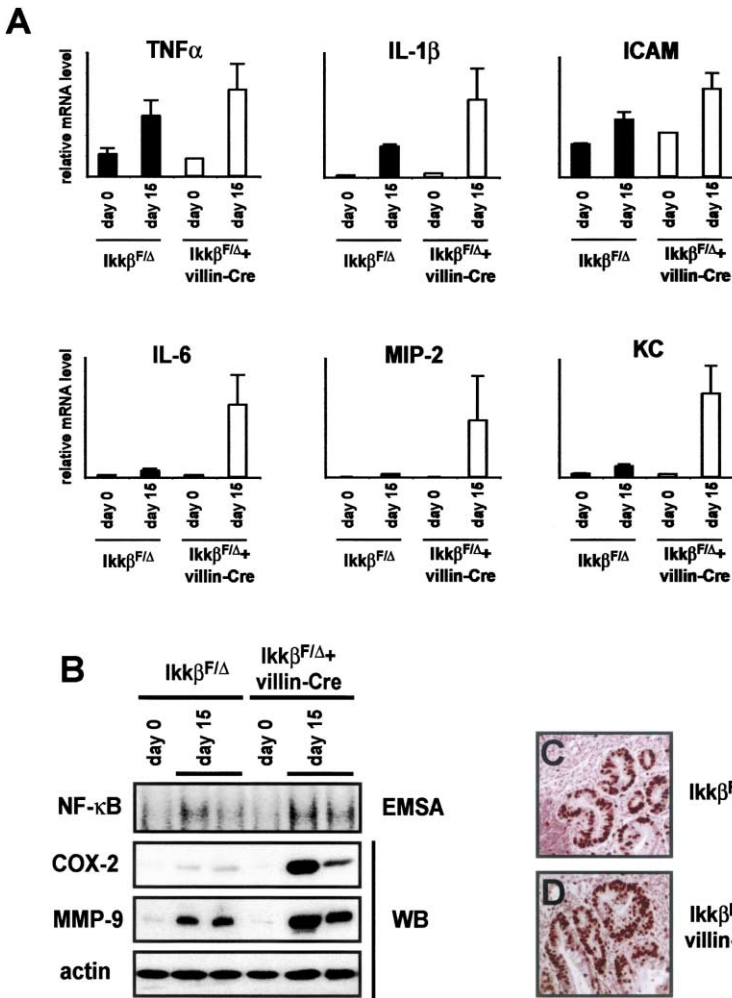 A
TNFα IL-1β ICAM
relative mRNA level
day 0 day 15 day 0 day 15 day 0 day 15 day 0 day 15 day 0 day 15 day 0 day 15
IkkβF/Δ IkkβF/Δ+ IkkβF/Δ IkkβF/Δ+ IkkβF/Δ IkkβF/Δ+
villin-Cre villin-Cre villin-Cre
IL-6 MIP-2 KC
relative mRNA level
day 0 day 15 day 0 day 15 day 0 day 15 day 0 day 15 day 0 day 15 day 0 day 15
IkkβF/Δ IkkβF/Δ+ IkkβF/Δ IkkβF/Δ+ IkkβF/Δ IkkβF/Δ+
villin-Cre villin-Cre villin-Cre
B
IkkβF/Δ IkkβF/Δ+
villin-Cre
day 0 day 15 day 0 day 15
NF-κB EMSA
COX-2
MMP-9 WB
actin
C IkkβF
D Ikkβ
villin-